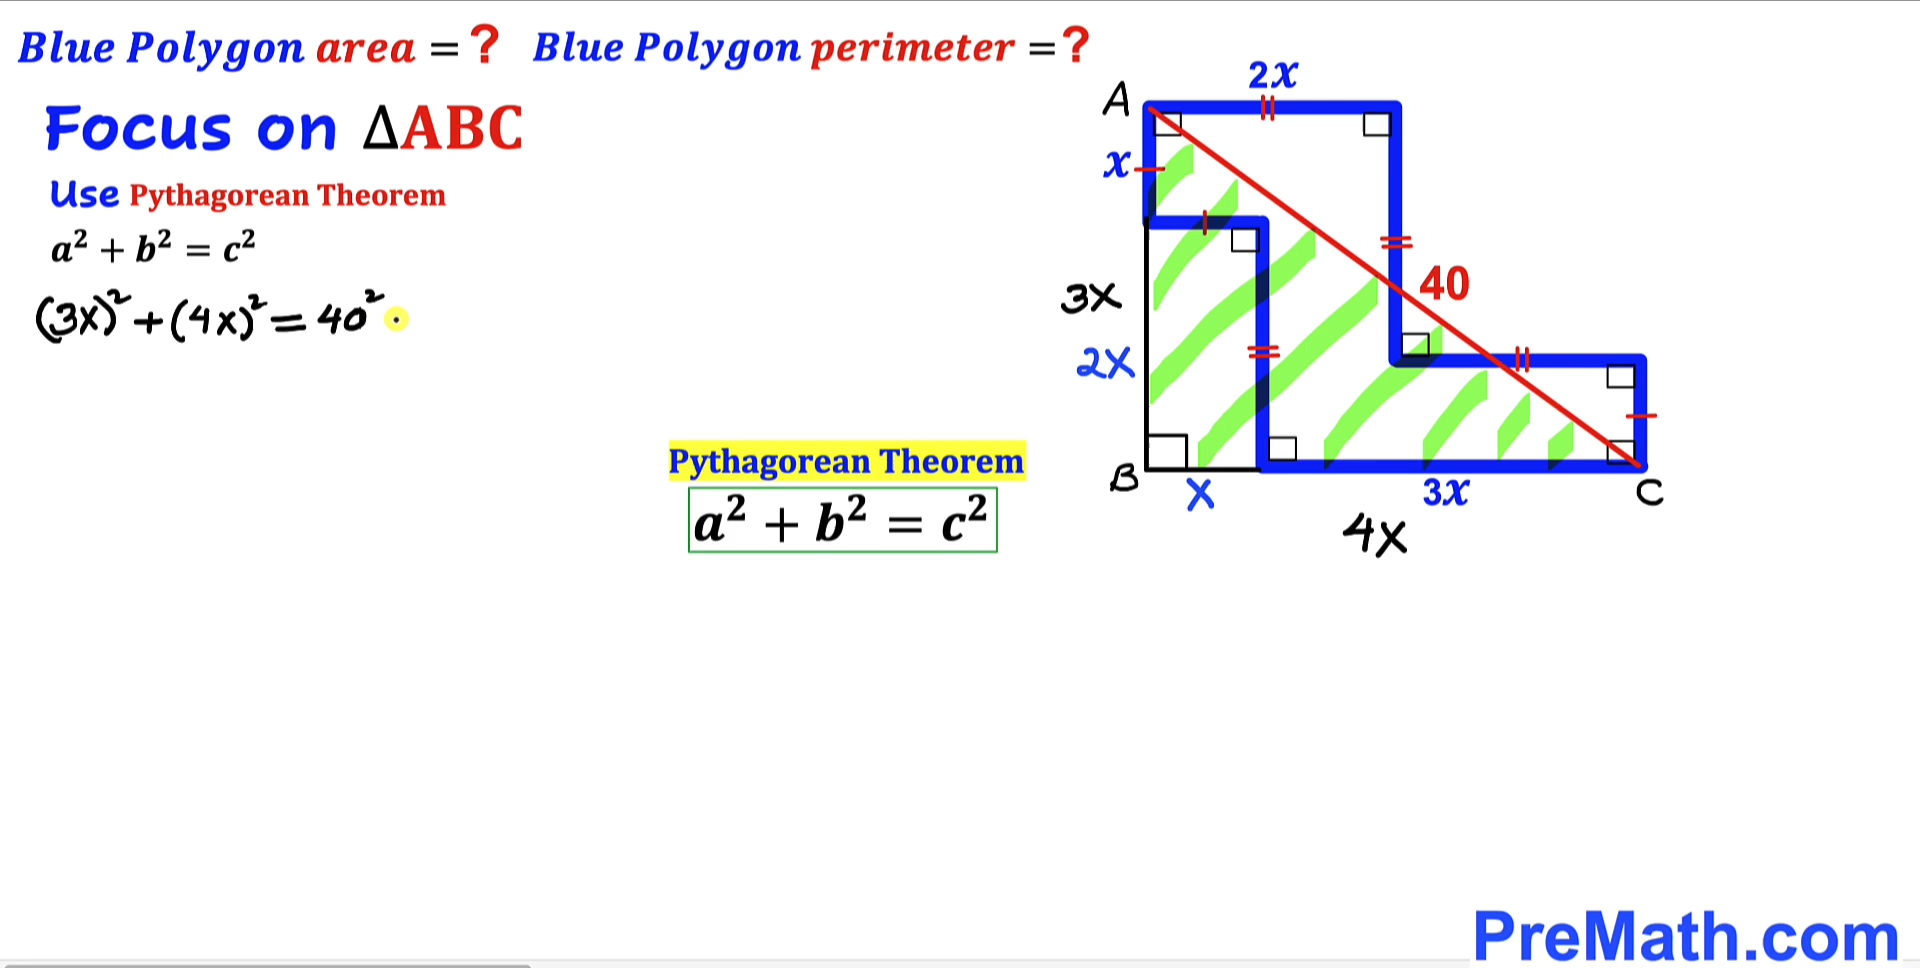 Blue Polygon area = ? Blue Polygon perimeter = ?
Focus on ΔABC
Use Pythagorean Theorem
a² + b² = c²
(3x)² + (4x)² = 40²
Pythagorean Theorem
a² + b² = c²
2x
A
x
3x
40
2x
B
x
3x
C
4x
PreMath.com